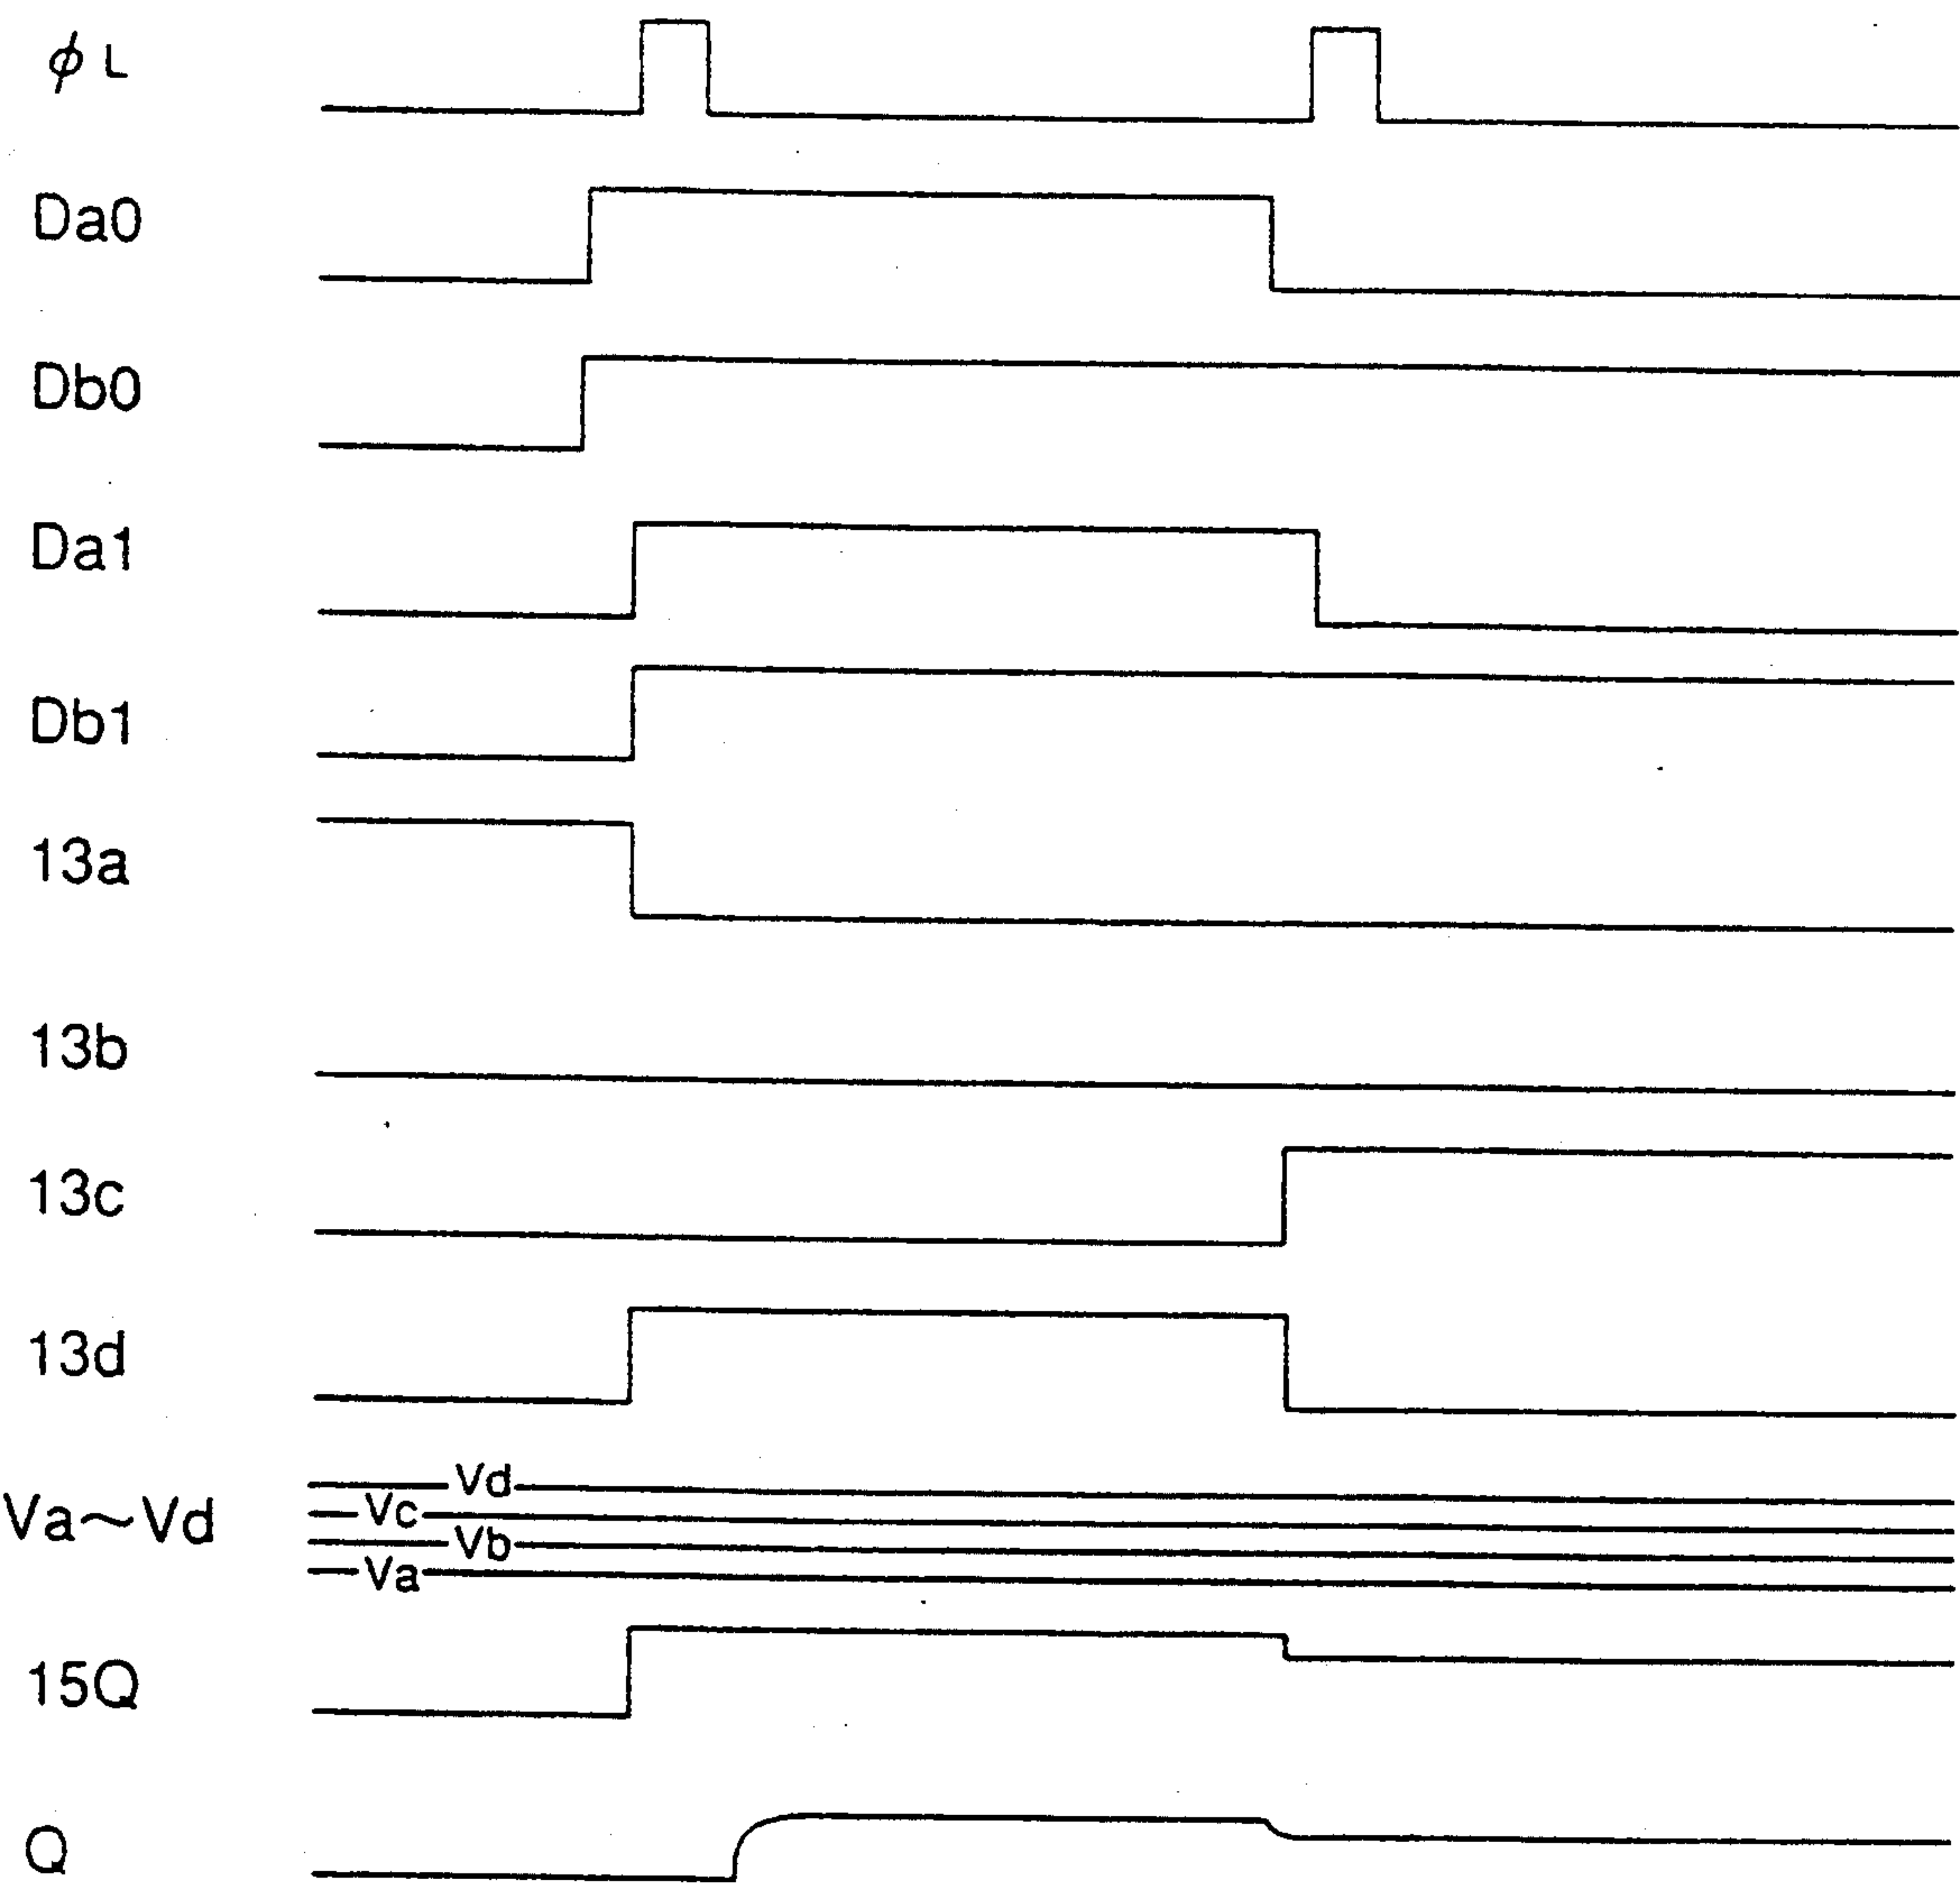 φL
Da0
Db0
Da1
Db1
13a
13b
13c
13d
Va~Vd
Vd
Vc
Vb
Va
15Q
Q